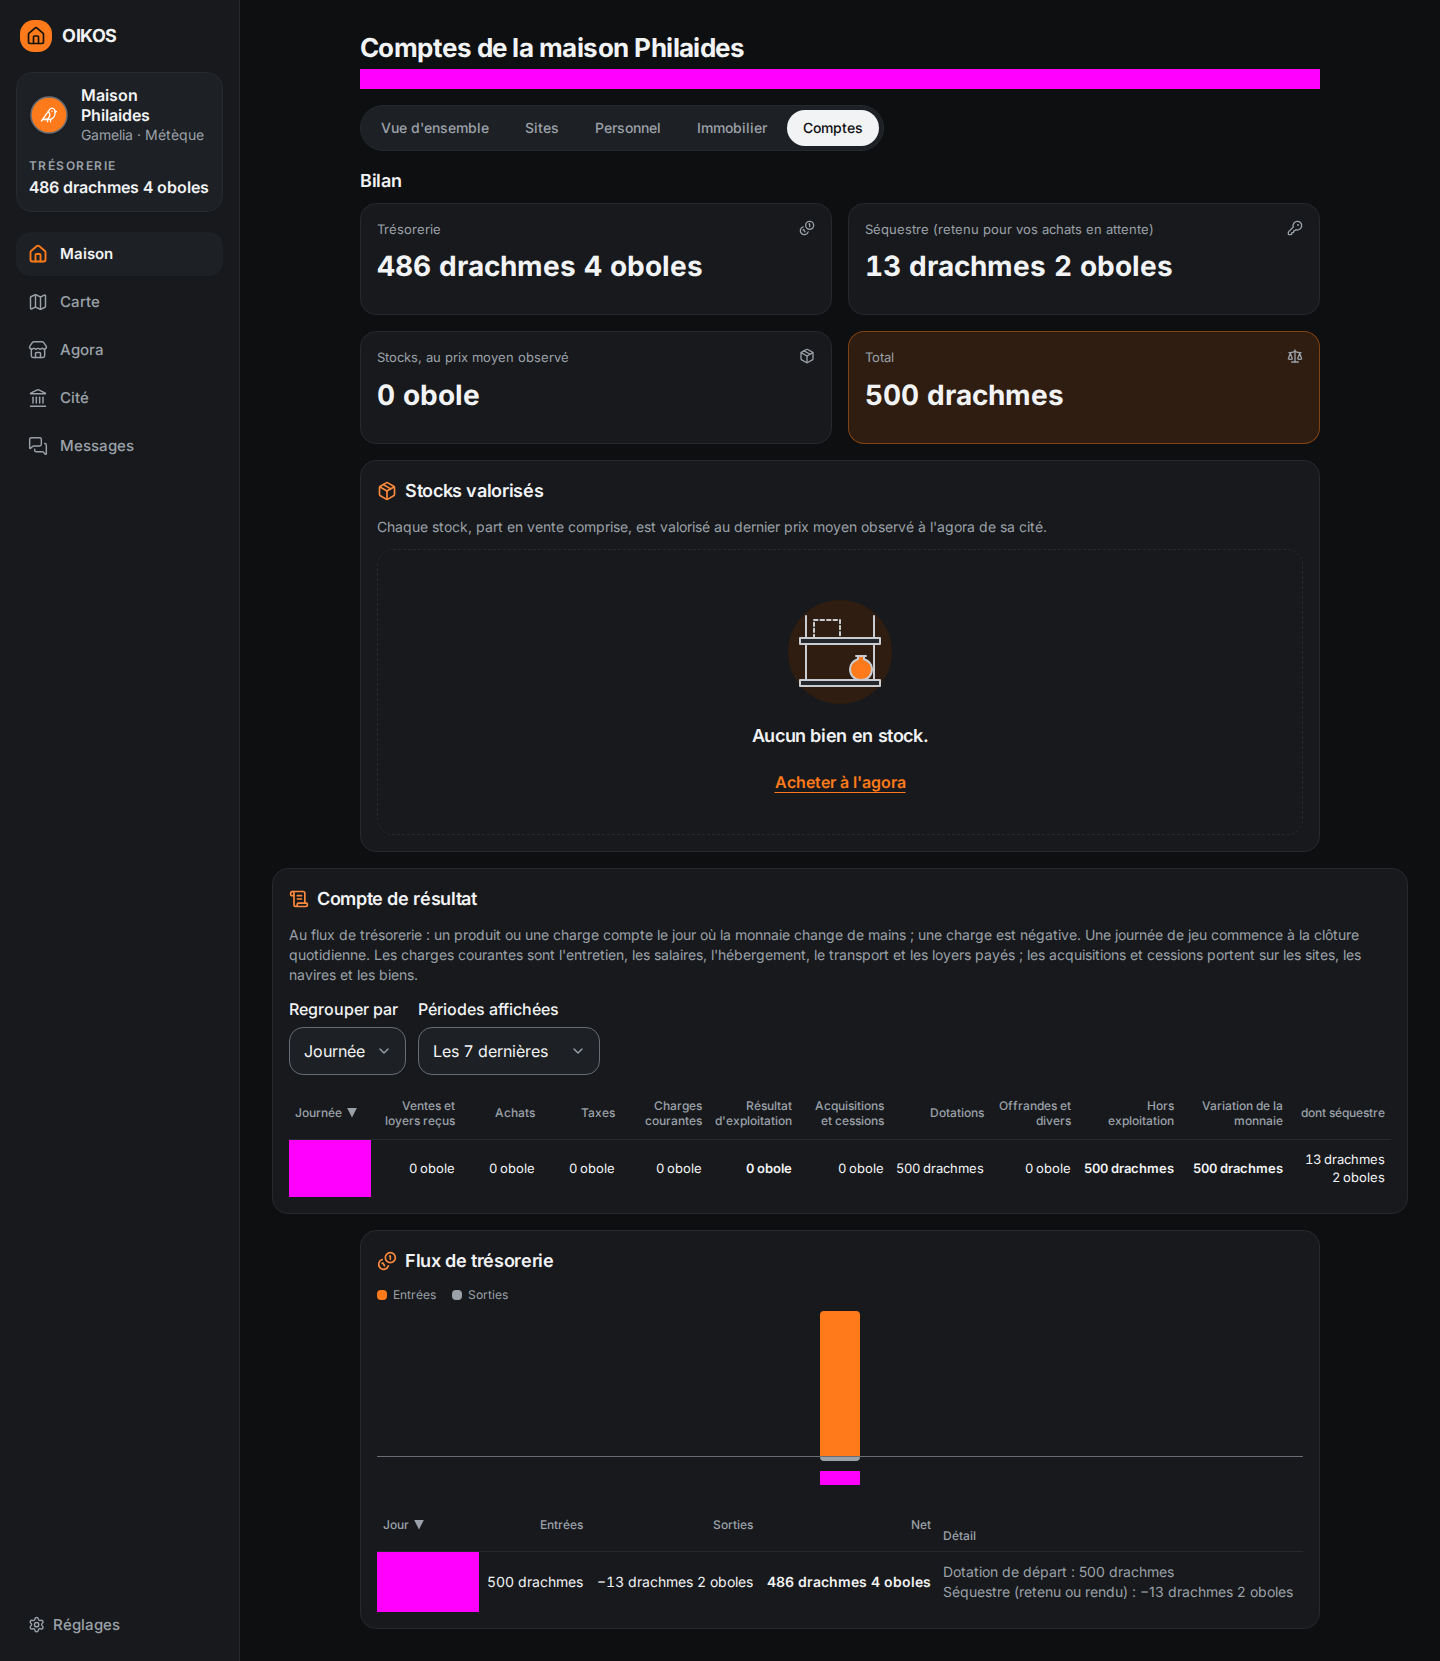 OIKOS
Maison
Philaides
Gamelia · Métèque
TRÉSORERIE
486 drachmes 4 oboles
Maison
Carte
Agora
Cité
Messages
Réglages
Comptes de la maison Philaides
Vue d'ensemble
Sites
Personnel
Immobilier
Comptes
Bilan
Trésorerie
486 drachmes 4 oboles
Séquestre (retenu pour vos achats en attente)
13 drachmes 2 oboles
Stocks, au prix moyen observé
0 obole
Total
500 drachmes
Stocks valorisés
Chaque stock, part en vente comprise, est valorisé au dernier prix moyen observé à l'agora de sa cité.
Aucun bien en stock.
Acheter à l'agora
Compte de résultat
Au flux de trésorerie : un produit ou une charge compte le jour où la monnaie change de mains ; une charge est négative. Une journée de jeu commence à la clôture
quotidienne. Les charges courantes sont l'entretien, les salaires, l'hébergement, le transport et les loyers payés ; les acquisitions et cessions portent sur les sites, les
navires et les biens.
Regrouper par
Périodes affichées
Journée
Les 7 dernières
Journée ▼ Ventes et loyers reçus Achats Taxes Charges courantes Résultat d'exploitation Acquisitions et cessions Dotations Offrandes et divers Hors exploitation Variation de la monnaie dont séquestre
0 obole 0 obole 0 obole 0 obole 0 obole 0 obole 500 drachmes 0 obole 500 drachmes 500 drachmes 13 drachmes 2 oboles
Flux de trésorerie
Entrées Sorties
Jour ▼ Entrées Sorties Net Détail
500 drachmes −13 drachmes 2 oboles 486 drachmes 4 oboles Dotation de départ : 500 drachmes
Séquestre (retenu ou rendu) : −13 drachmes 2 oboles